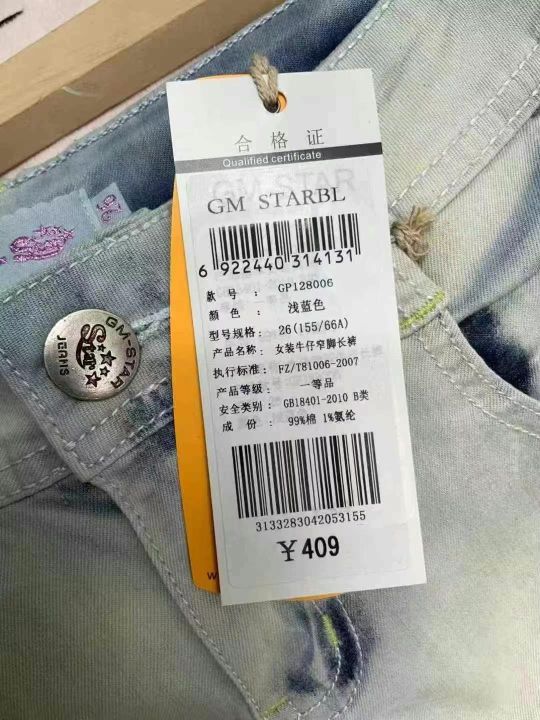 合格证
Qualified certificate
GM STARBL
6 922440 314131
款 号 : GP128006
颜 色 : 浅蓝色
型号规格: 26(155/66A)
产品名称: 女装牛仔窄脚长裤
执行标准: FZ/T81006-2007
产品等级: 一等品
安全类别: GB18401-2010 B类
成 份 : 99%棉 1%氨纶
3133283042053155
￥409
GM-STAR
Star
JEANS
26
w